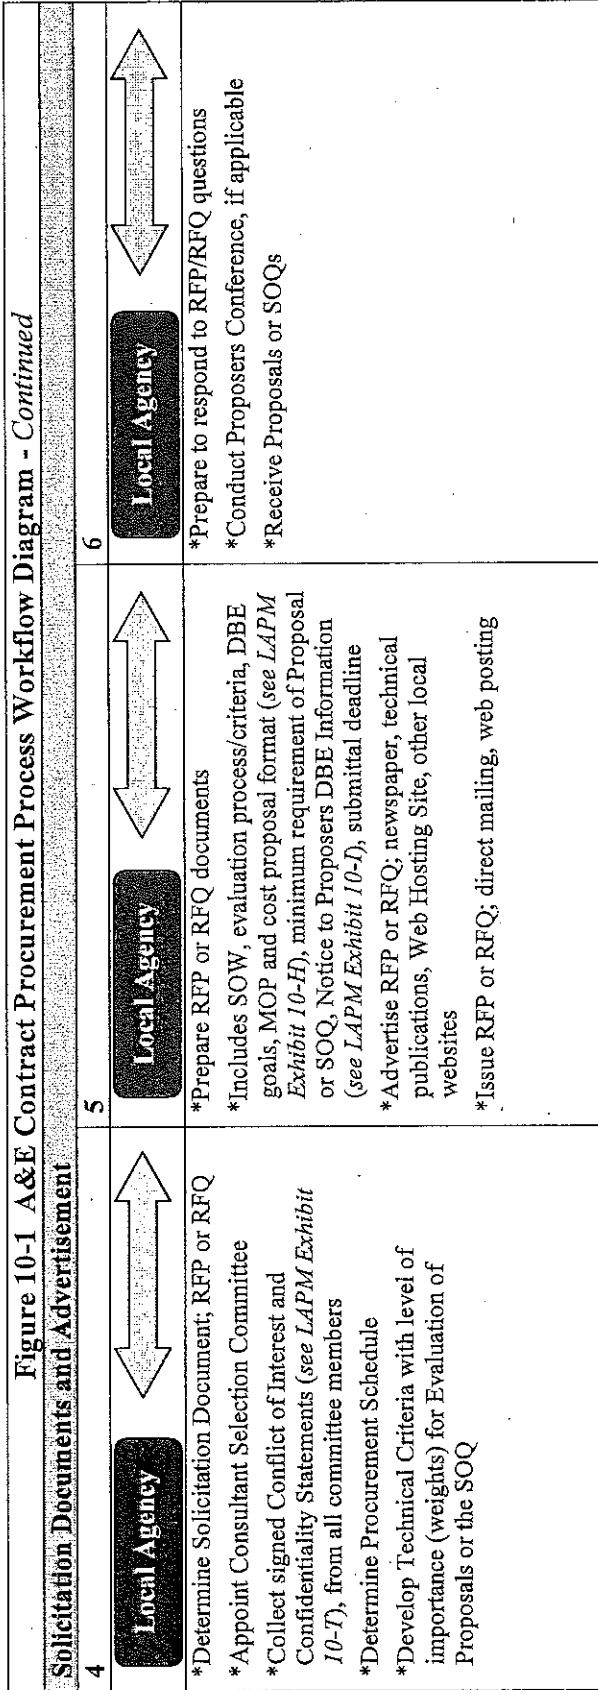 Figure 10-1 A&E Contract Procurement Process Workflow Diagram - Continued
Solicitation Documents and Advertisement
4
Local Agency
*Determine Solicitation Document; RFP or RFQ
*Appoint Consultant Selection Committee
*Collect signed Conflict of Interest and
Confidentiality Statements (see LAPM Exhibit
10-T), from all committee members
*Determine Procurement Schedule
*Develop Technical Criteria with level of
importance (weights) for Evaluation of
Proposals or the SOQ
5
Local Agency
*Prepare RFP or RFQ documents
*Includes SOW, evaluation process/criteria, DBE
goals, MOP and cost proposal format (see LAPM
Exhibit 10-H), minimum requirement of Proposal
or SOQ, Notice to Proposers DBE Information
(see LAPM Exhibit 10-I), submittal deadline
*Advertise RFP or RFQ; newspaper, technical
publications, Web Hosting Site, other local
websites
*Issue RFP or RFQ; direct mailing, web posting
6
Local Agency
*Prepare to respond to RFP/RFQ questions
*Conduct Proposers Conference, if applicable
*Receive Proposals or SOQs